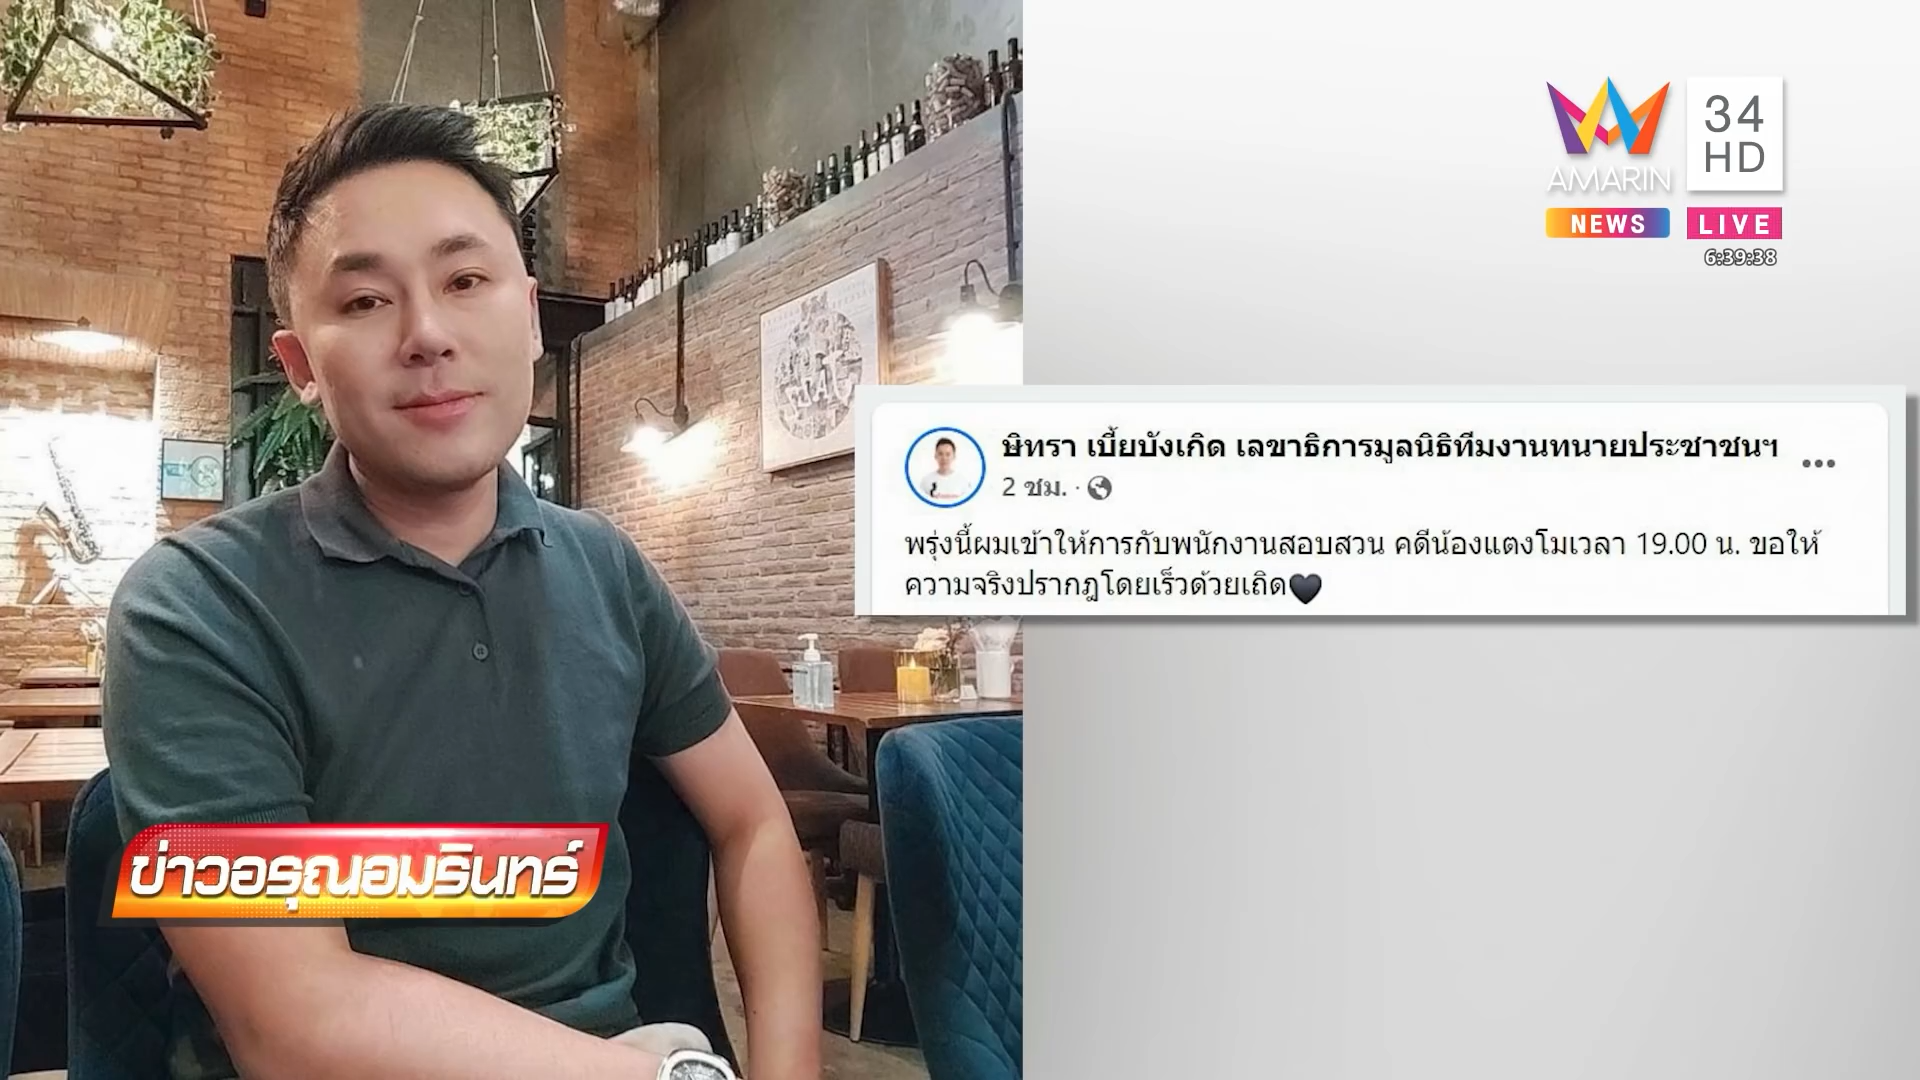 AMARIN
34
HD
NEWS
LIVE
6:39:38
ษิทรา เบี้ยบังเกิด เลขาธิการมูลนิธิทีมงานทนายประชาชนฯ
2 ชม. ·
พรุ่งนี้ผมเข้าให้การกับพนักงานสอบสวน คดีน้องแตงโมเวลา 19.00 น. ขอให้
ความจริงปรากฎโดยเร็วด้วยเถิด🖤
ข่าวอรุณอมรินทร์